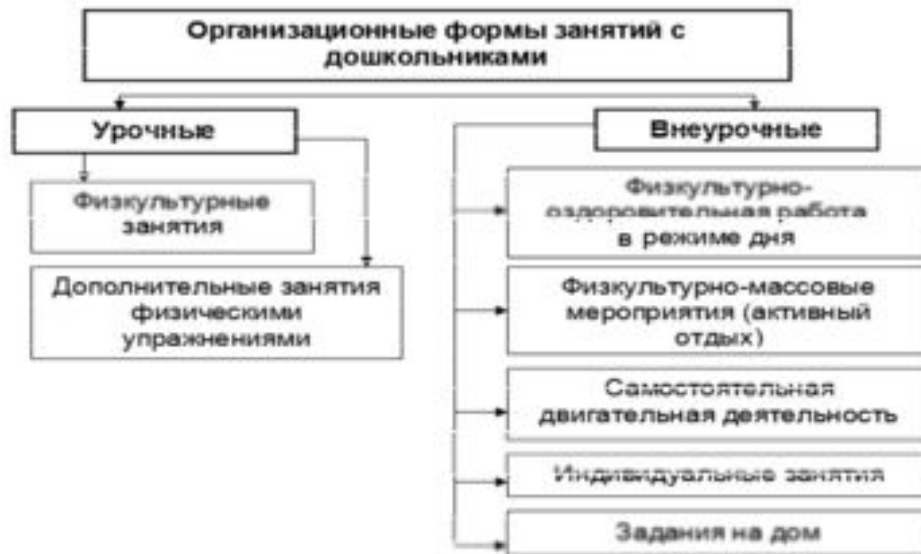 Организационные формы занятий с
дошкольниками
Урочные
Внеурочные
Физкультурные
занятия
Дополнительные занятия
физическими
упражнениями
Физкультурно-
оздоровительная работа
в режиме дня
Физкультурно-массовые
мероприятия (активный
отдых)
Самостоятельная
двигательная деятельность
Индивидуальные занятия
Задания на дом